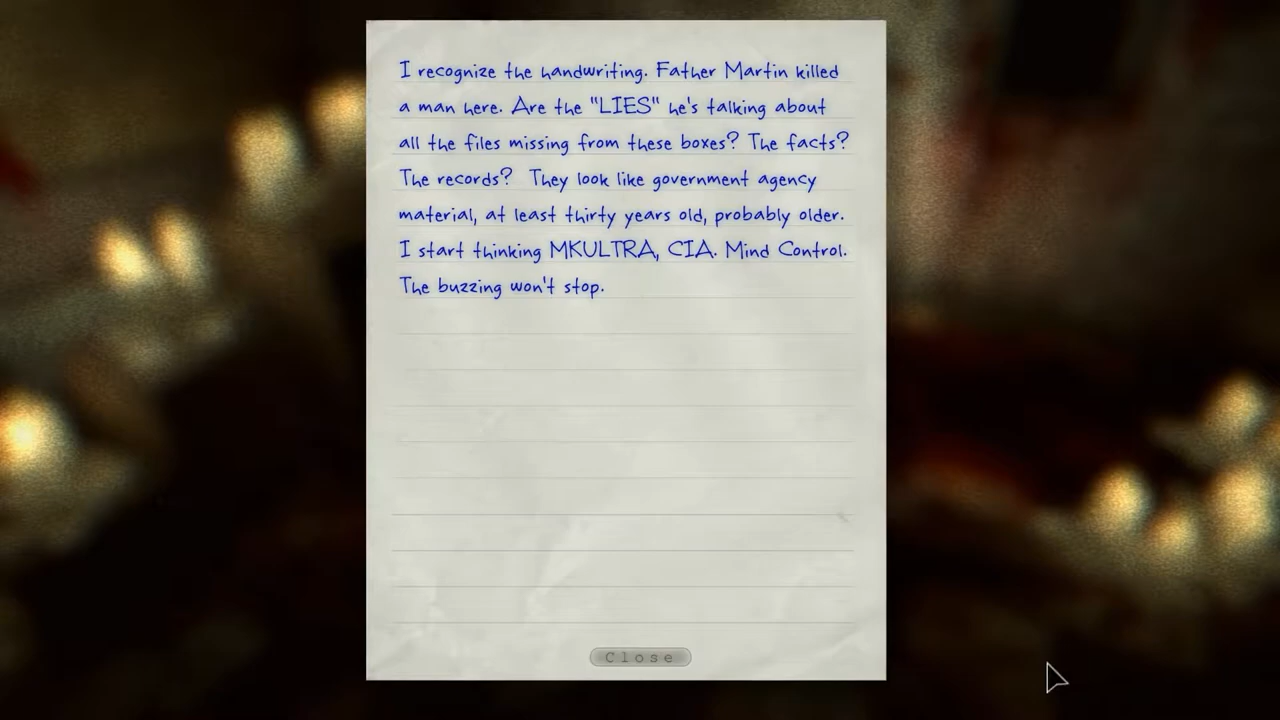 I recognize the handwriting. Father Martin killed
a man here. Are the "LIES" he's talking about
all the files missing from these boxes? The facts?
The records?  They look like government agency
material, at least thirty years old, probably older.
I start thinking MKULTRA, CIA. Mind Control.
The buzzing won't stop.
Close